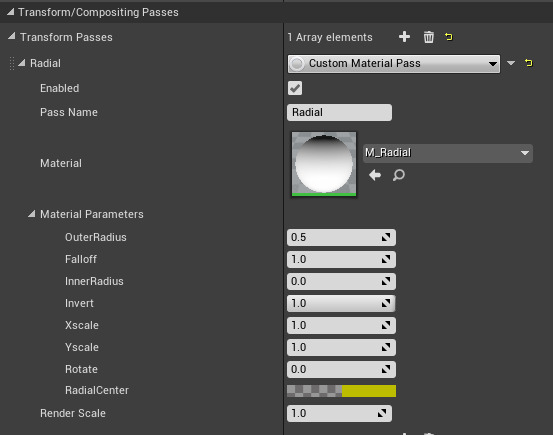 Transform/Compositing Passes
Transform Passes 1 Array elements
Radial Custom Material Pass
Enabled
Pass Name Radial
Material M_Radial
Material Parameters
OuterRadius 0.5
Falloff 1.0
InnerRadius 0.0
Invert 1.0
Xscale 1.0
Yscale 1.0
Rotate 0.0
RadialCenter
Render Scale 1.0